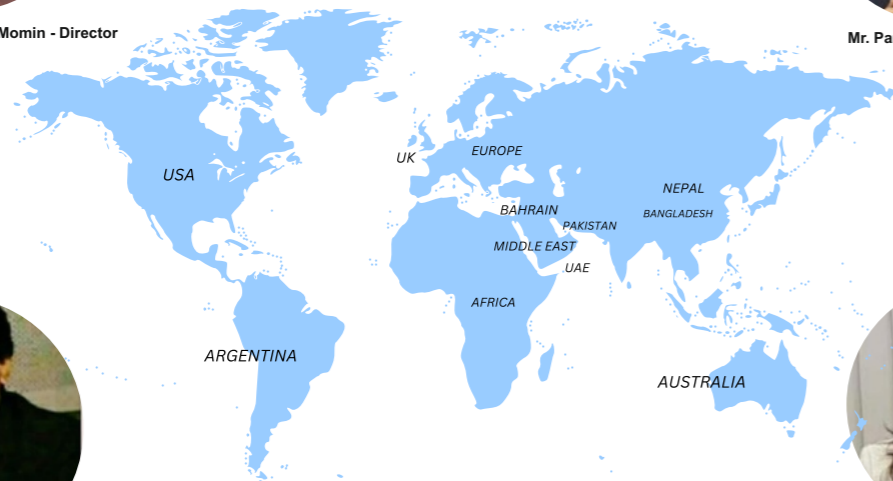 Momin - Director
Mr. Pa
UK
EUROPE
USA
NEPAL
BAHRAIN
BANGLADESH
PAKISTAN
MIDDLE EAST
UAE
AFRICA
ARGENTINA
AUSTRALIA